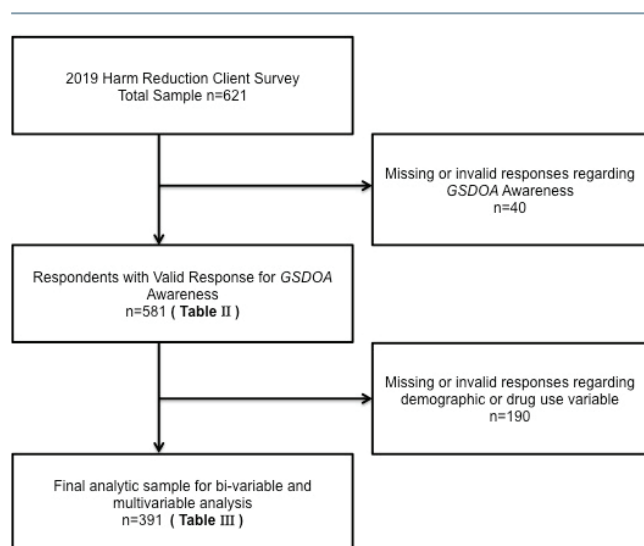 2019 Harm Reduction Client Survey
Total Sample n=621
Missing or invalid responses regarding
GSDOA Awareness
n=40
Respondents with Valid Response for GSDOA
Awareness
n=581 ( Table II )
Missing or invalid responses regarding
demographic or drug use variable
n=190
Final analytic sample for bi-variable and
multivariable analysis
n=391 ( Table III )